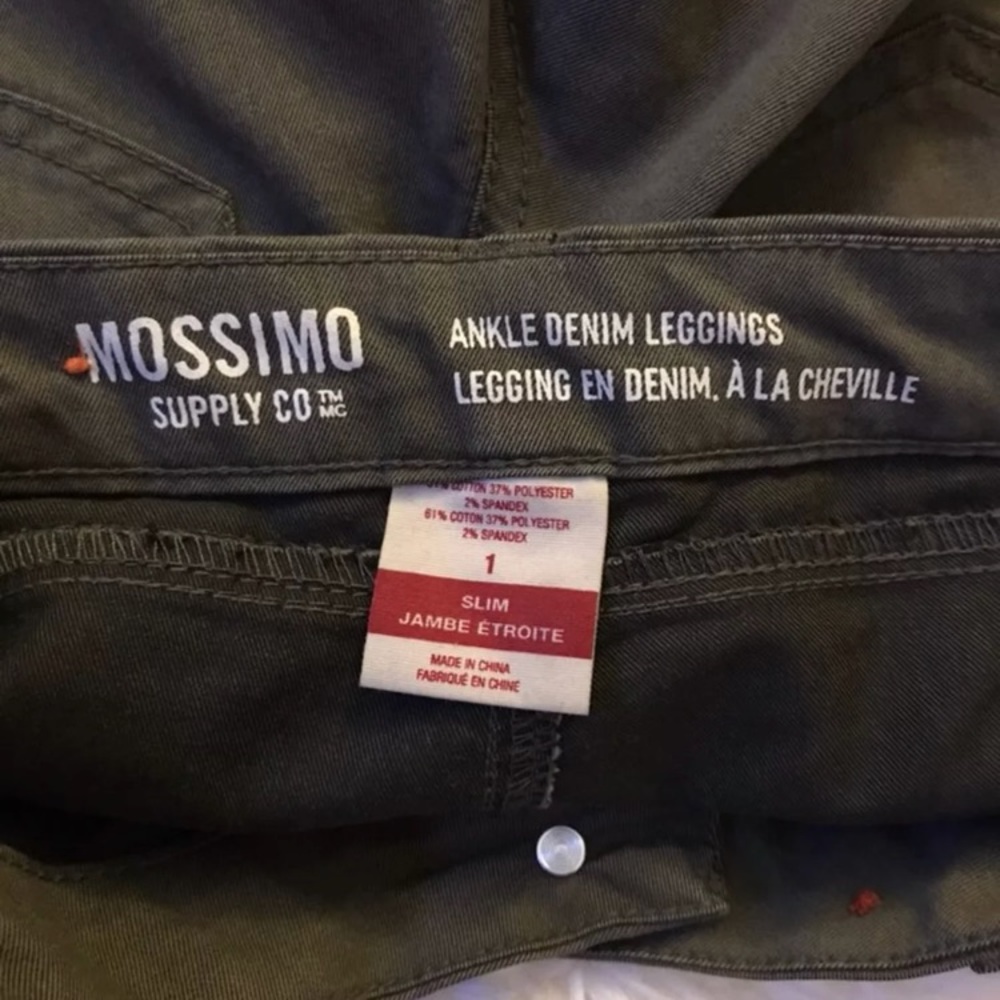 MOSSIMO
SUPPLY CO TM MC
ANKLE DENIM LEGGINGS
LEGGING EN DENIM, À LA CHEVILLE
COTTON 37% POLYESTER
2% SPANDEX
61% COTON 37% POLYESTER
2% SPANDEX
1
SLIM
JAMBE ÉTROITE
MADE IN CHINA
FABRIQUÉ EN CHINE